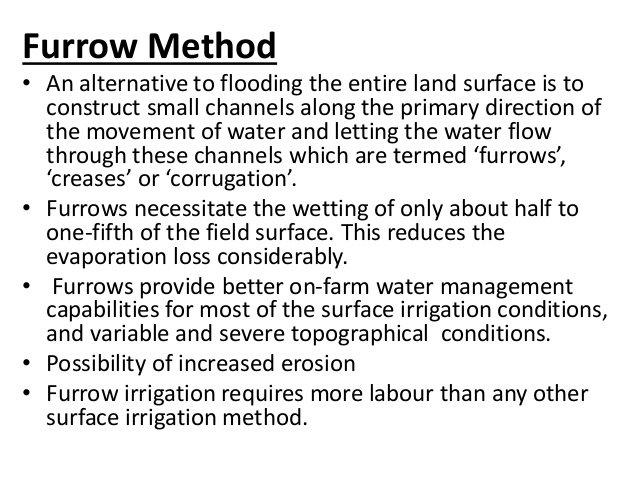 Furrow Method
• An alternative to flooding the entire land surface is to
construct small channels along the primary direction of
the movement of water and letting the water flow
through these channels which are termed ‘furrows’,
‘creases’ or ‘corrugation’.
• Furrows necessitate the wetting of only about half to
one-fifth of the field surface. This reduces the
evaporation loss considerably.
• Furrows provide better on-farm water management
capabilities for most of the surface irrigation conditions,
and variable and severe topographical conditions.
• Possibility of increased erosion
• Furrow irrigation requires more labour than any other
surface irrigation method.